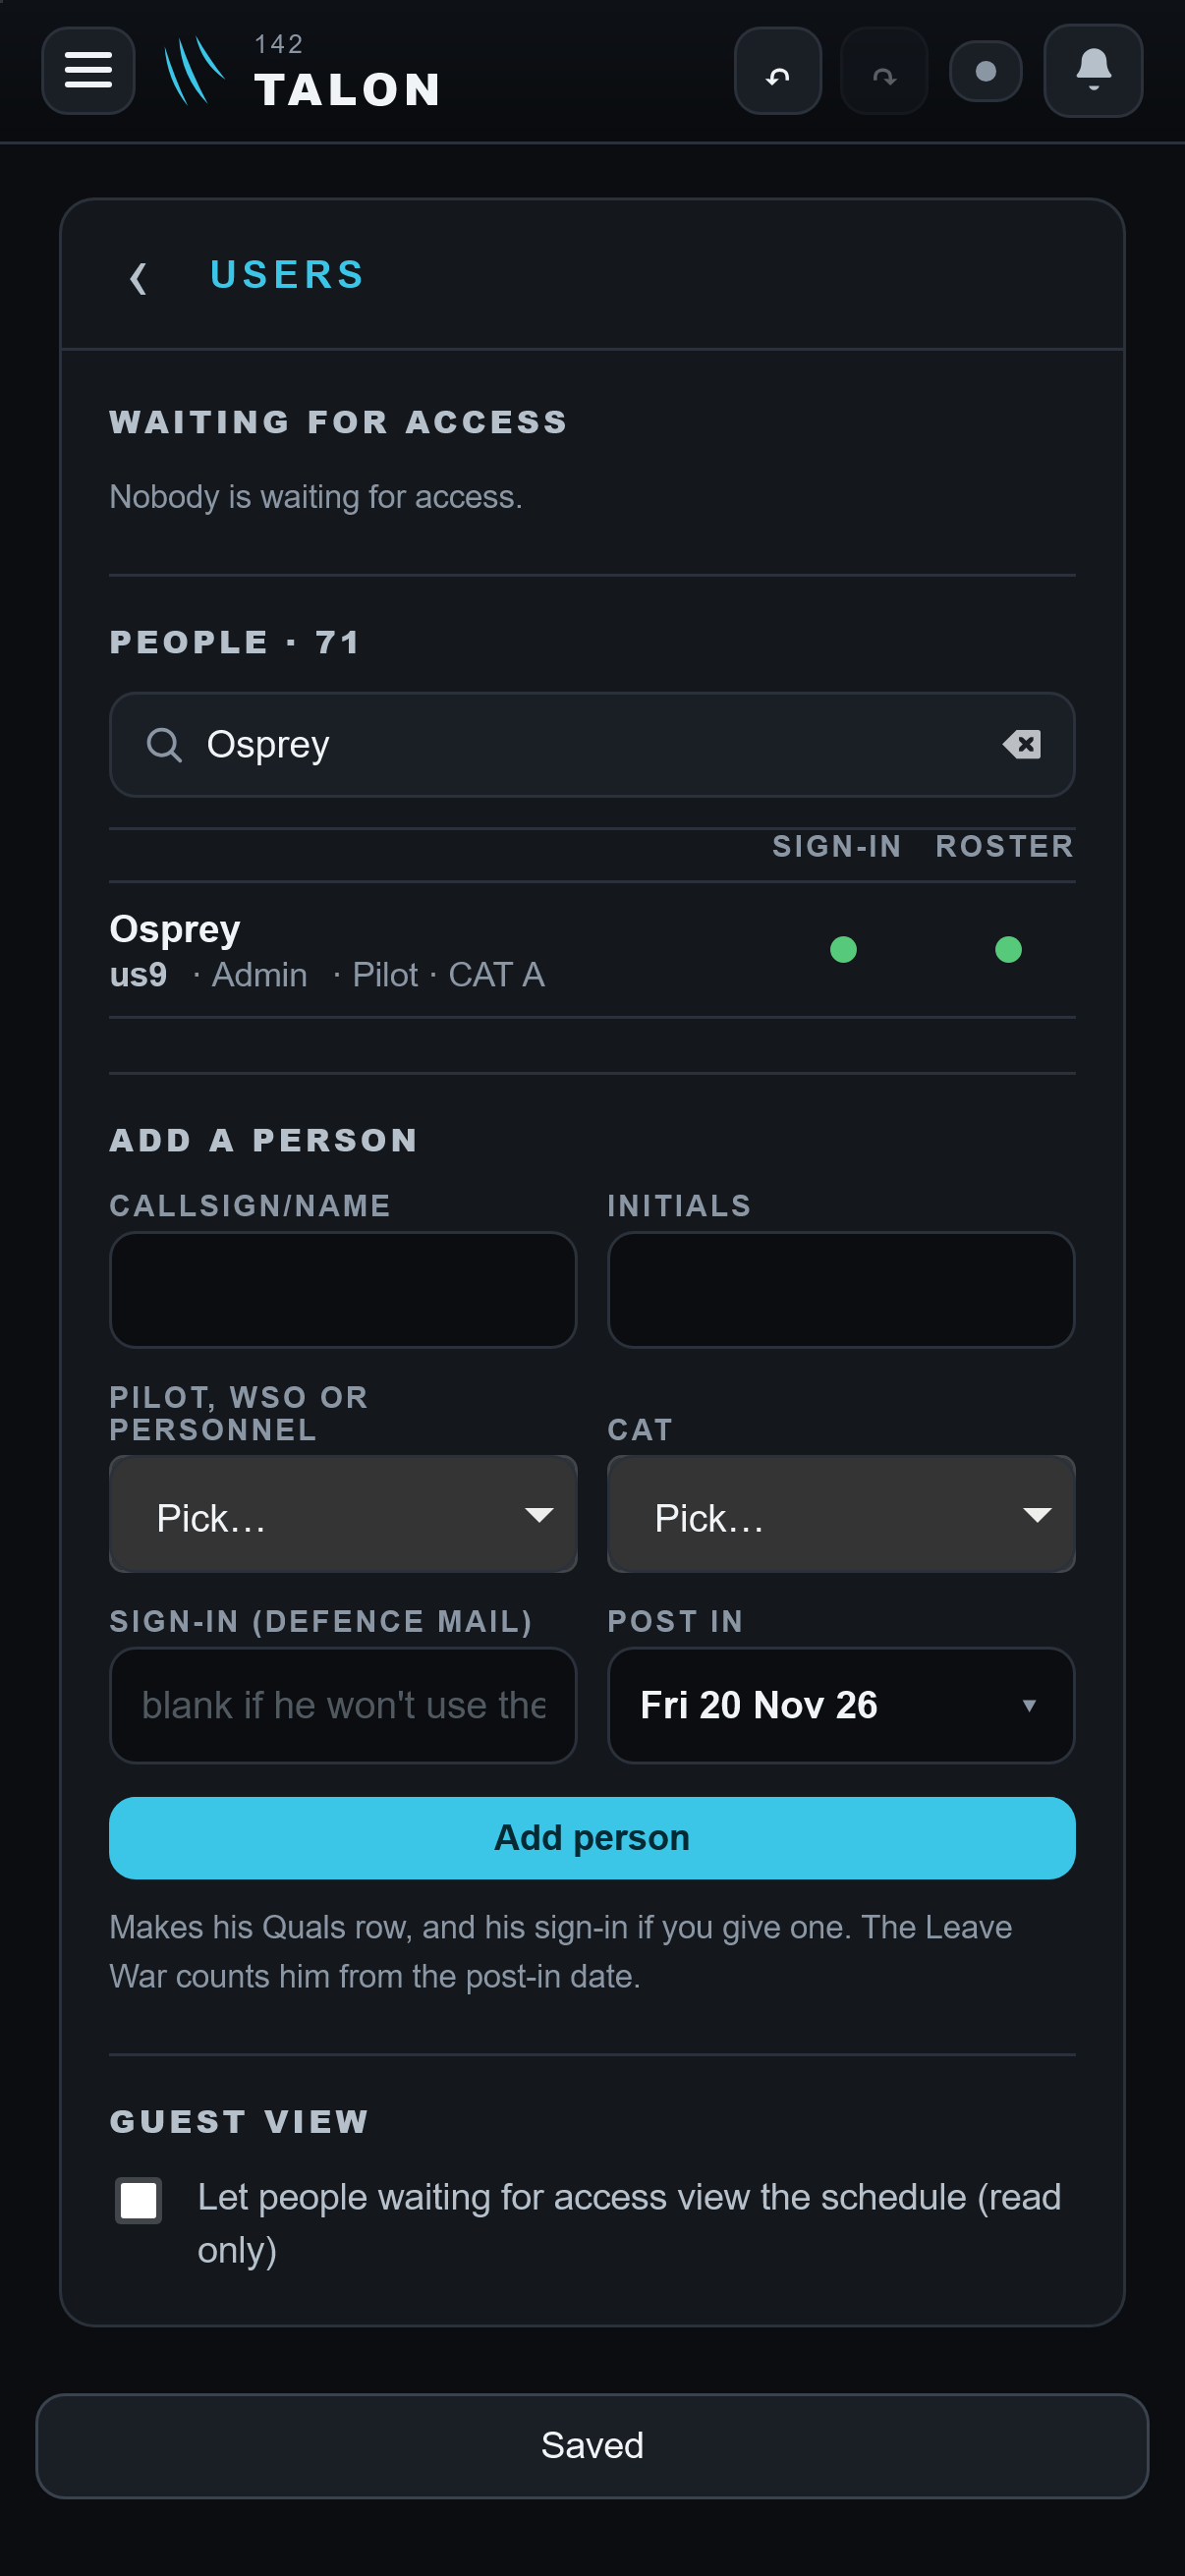 142
TALON
USERS
WAITING FOR ACCESS
Nobody is waiting for access.
PEOPLE · 71
Osprey
SIGN-IN ROSTER
Osprey
us9 · Admin · Pilot · CAT A
ADD A PERSON
CALLSIGN/NAME INITIALS
PILOT, WSO OR
PERSONNEL CAT
Pick... Pick...
SIGN-IN (DEFENCE MAIL) POST IN
blank if he won't use the Fri 20 Nov 26
Add person
Makes his Quals row, and his sign-in if you give one. The Leave
War counts him from the post-in date.
GUEST VIEW
Let people waiting for access view the schedule (read
only)
Saved